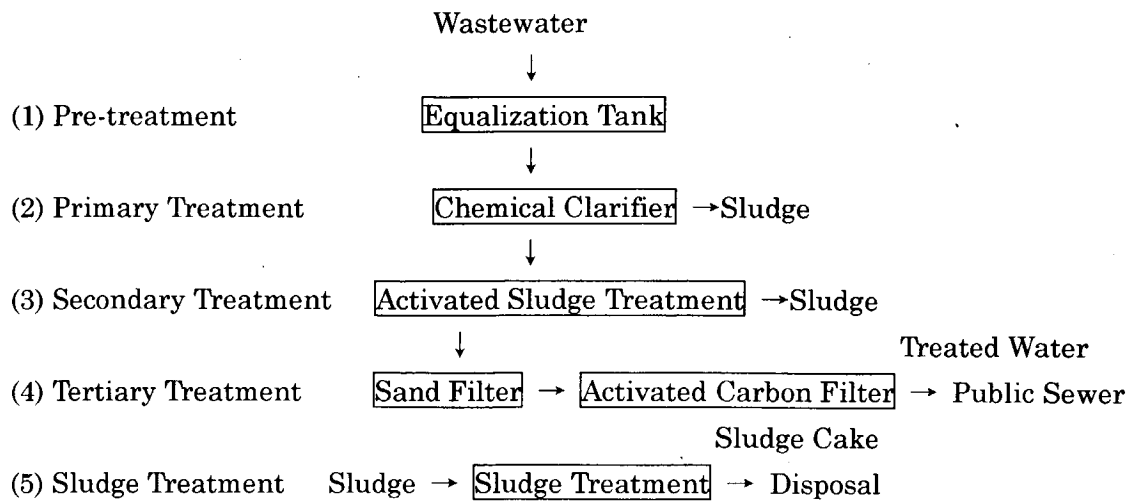 Wastewater
↓
(1) Pre-treatment Equalization Tank
↓
(2) Primary Treatment Chemical Clarifier →Sludge
↓
(3) Secondary Treatment Activated Sludge Treatment →Sludge
↓
Treated Water
(4) Tertiary Treatment Sand Filter → Activated Carbon Filter → Public Sewer
Sludge Cake
(5) Sludge Treatment Sludge → Sludge Treatment → Disposal